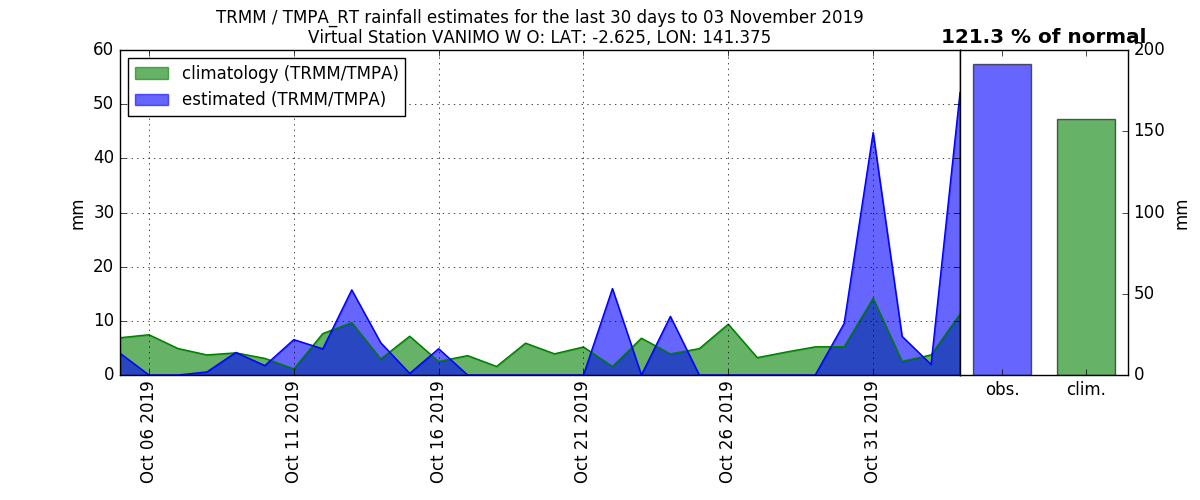 TRMM / TMPA_RT rainfall estimates for the last 30 days to 03 November 2019
Virtual Station VANIMO W O: LAT: -2.625, LON: 141.375
121.3 % of normal
climatology (TRMM/TMPA)
estimated (TRMM/TMPA)
60
50
40
30
20
10
0
mm
Oct 06 2019
Oct 11 2019
Oct 16 2019
Oct 21 2019
Oct 26 2019
Oct 31 2019
obs.
clim.
200
150
100
50
0
mm